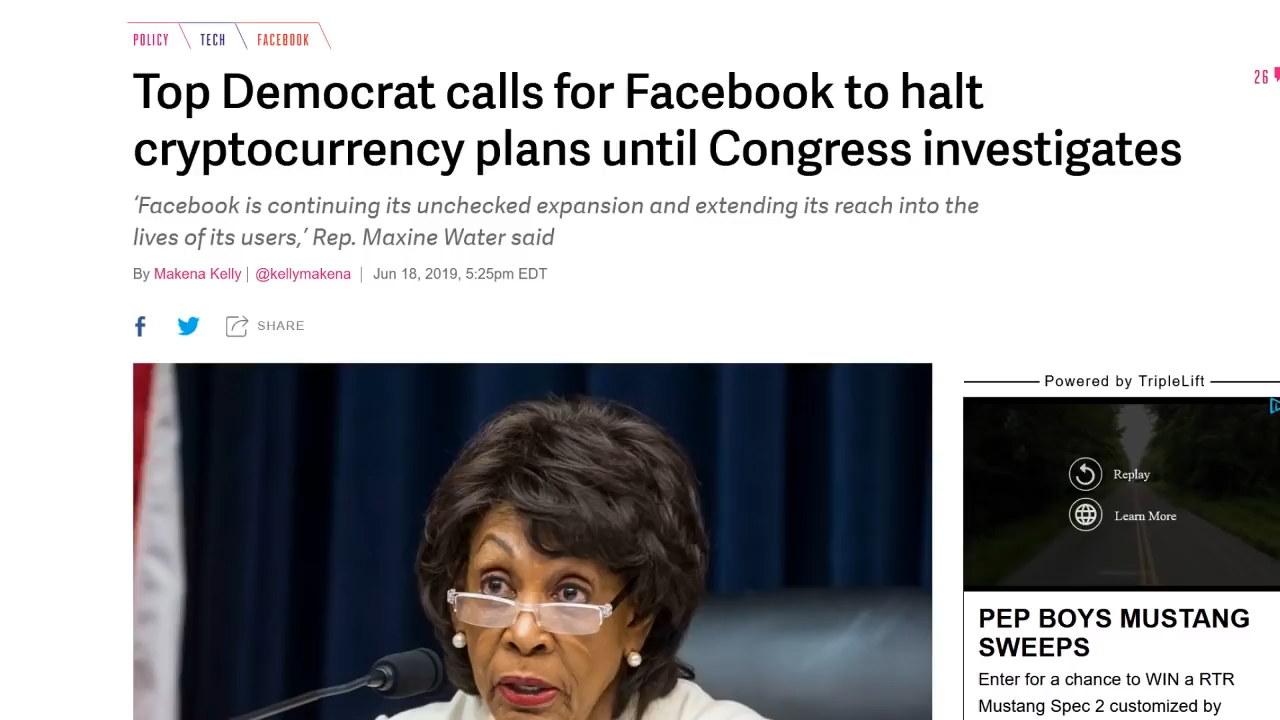 POLICY TECH FACEBOOK
Top Democrat calls for Facebook to halt
cryptocurrency plans until Congress investigates
26
‘Facebook is continuing its unchecked expansion and extending its reach into the
lives of its users,’ Rep. Maxine Water said
By Makena Kelly | @kellymakena | Jun 18, 2019, 5:25pm EDT
SHARE
Powered by TripleLift
Replay
Learn More
PEP BOYS MUSTANG
SWEEPS
Enter for a chance to WIN a RTR
Mustang Spec 2 customized by